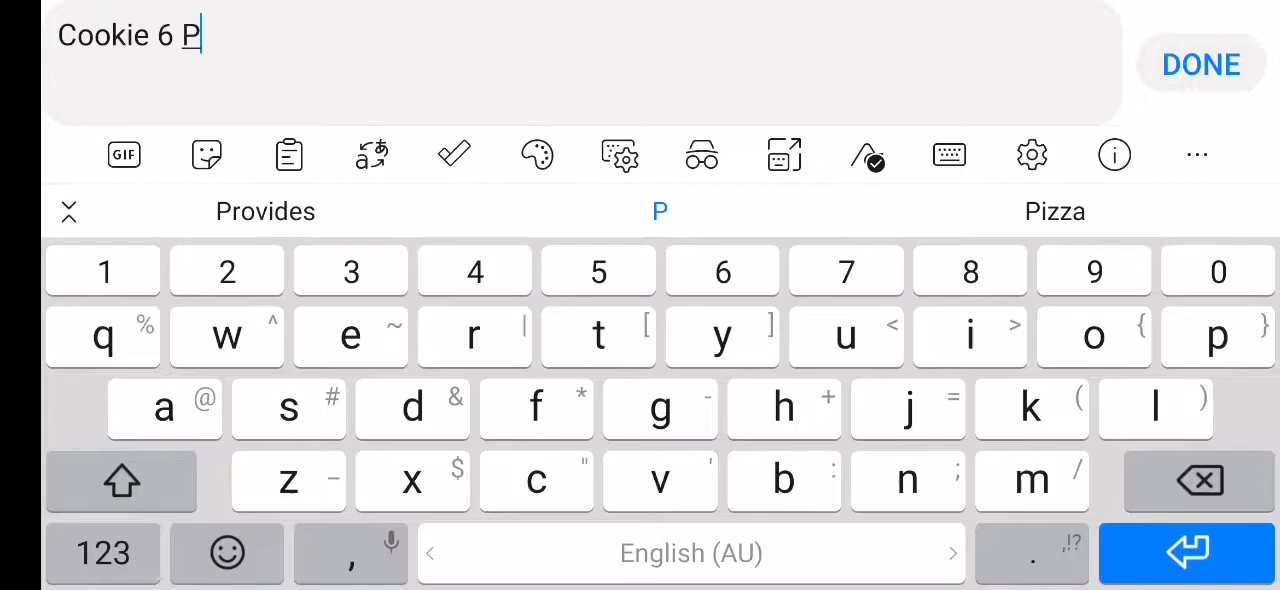 Cookie 6 P
DONE
GIF
Provides P Pizza
1 2 3 4 5 6 7 8 9 0
q % w ^ e ~ r | t [ y ] u < i > o { p }
a @ s # d & f * g - h + j = k ( l )
z _ x $ c " v ' b : n ; m /
123 , < English (AU) > . ,!?